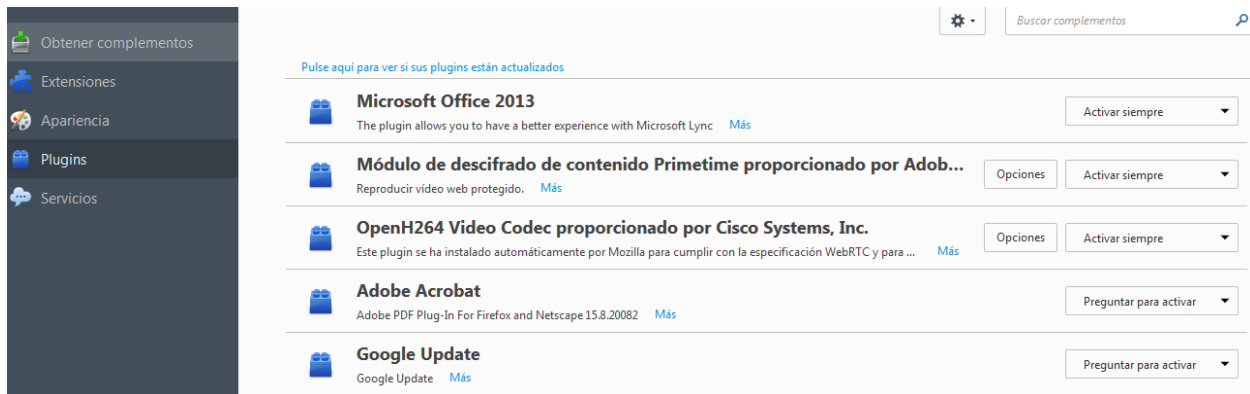 Buscar complementos
Obtener complementos
Extensiones
Apariencia
Plugins
Servicios
Pulse aquí para ver si sus plugins están actualizados
Microsoft Office 2013
The plugin allows you to have a better experience with Microsoft Lync Más
Activar siempre
Módulo de descifrado de contenido Primetime proporcionado por Adob...
Reproducir vídeo web protegido. Más
Opciones Activar siempre
OpenH264 Video Codec proporcionado por Cisco Systems, Inc.
Este plugin se ha instalado automáticamente por Mozilla para cumplir con la especificación WebRTC y para ... Más
Opciones Activar siempre
Adobe Acrobat
Adobe PDF Plug-In For Firefox and Netscape 15.8.20082 Más
Preguntar para activar
Google Update
Google Update Más
Preguntar para activar